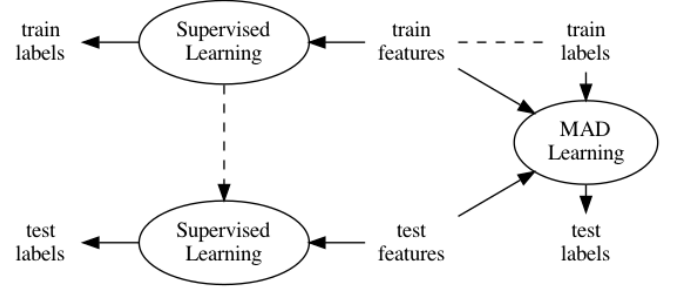 train
labels
Supervised
Learning
train
features
train
labels
MAD
Learning
test
labels
Supervised
Learning
test
features
test
labels